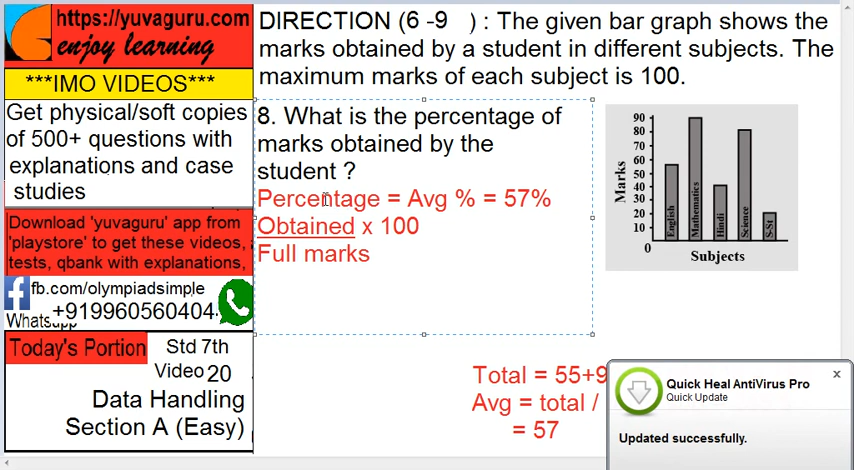 https://yuvaguru.com
enjoy learning
***IMO VIDEOS***
Get physical/soft copies
of 500+ questions with
explanations and case
studies
Download 'yuvaguru' app from
'playstore' to get these videos,
tests, qbank with explanations,
fb.com/olympiadsimple
+919960560404
Whatsapp
Today's Portion
Std 7th
Video 20
Data Handling
Section A (Easy)
DIRECTION (6 -9 ) : The given bar graph shows the
marks obtained by a student in different subjects. The
maximum marks of each subject is 100.
8. What is the percentage of
marks obtained by the
student ?
Percentage = Avg % = 57%
Obtained x 100
Full marks
90
80
70
60
50
40
30
20
10
0
Marks
English
Mathematics
Hindi
Science
S-St
Subjects
Total = 55+9
Avg = total /
= 57
Quick Heal AntiVirus Pro
Quick Update
x
Updated successfully.